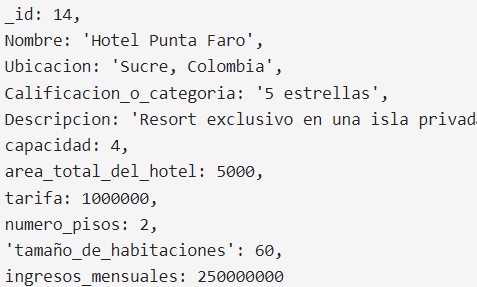 _id: 14,
Nombre: 'Hotel Punta Faro',
Ubicacion: 'Sucre, Colombia',
Calificacion_o_categoria: '5 estrellas',
Descripcion: 'Resort exclusivo en una isla privada
capacidad: 4,
area_total_del_hotel: 5000,
tarifa: 1000000,
numero_pisos: 2,
'tamaño_de_habitaciones': 60,
ingresos_mensuales: 250000000